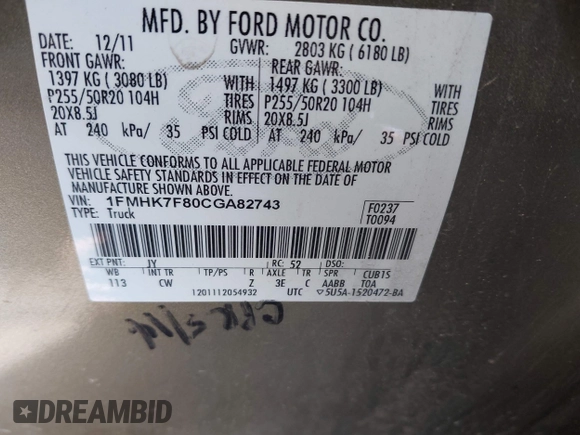 MFD. BY FORD MOTOR CO.
DATE: 12/11 GVWR: 2803 KG ( 6180 LB)
FRONT GAWR: REAR GAWR:
1397 KG ( 3080 LB) WITH 1497 KG ( 3300 LB) WITH
P255/50R20 104H TIRES P255/50R20 104H TIRES
20X8.5J RIMS 20X8.5J RIMS
AT 240 kPa/ 35 PSI COLD AT 240 kPa/ 35 PSI COLD
THIS VEHICLE CONFORMS TO ALL APPLICABLE FEDERAL MOTOR
VEHICLE SAFETY STANDARDS IN EFFECT ON THE DATE OF
MANUFACTURE SHOWN ABOVE.
VIN: 1FMHK7F80CGA82743
TYPE: Truck
F0237
T0094
EXT PNT: JY RC: 52 DSO:
WB INT TR TP/PS R AXLE TR SPR CUB15
113 CW Z 3E C AABB TOA
1201112054932 UTC 5U5A-1520472-BA
Ford
DREAMBID